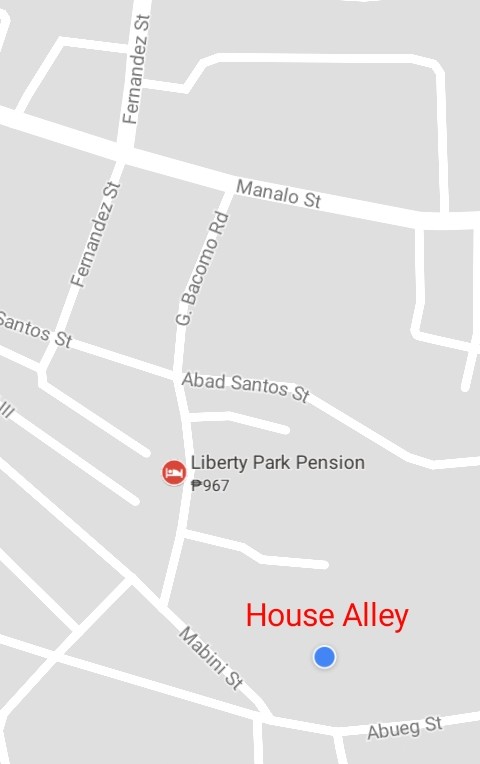 Fernandez St
Manalo St
Fernandez St
G. Bacomo Rd
Santos St
Abad Santos St
III
Liberty Park Pension
₱967
House Alley
Mabini St
Abueg St